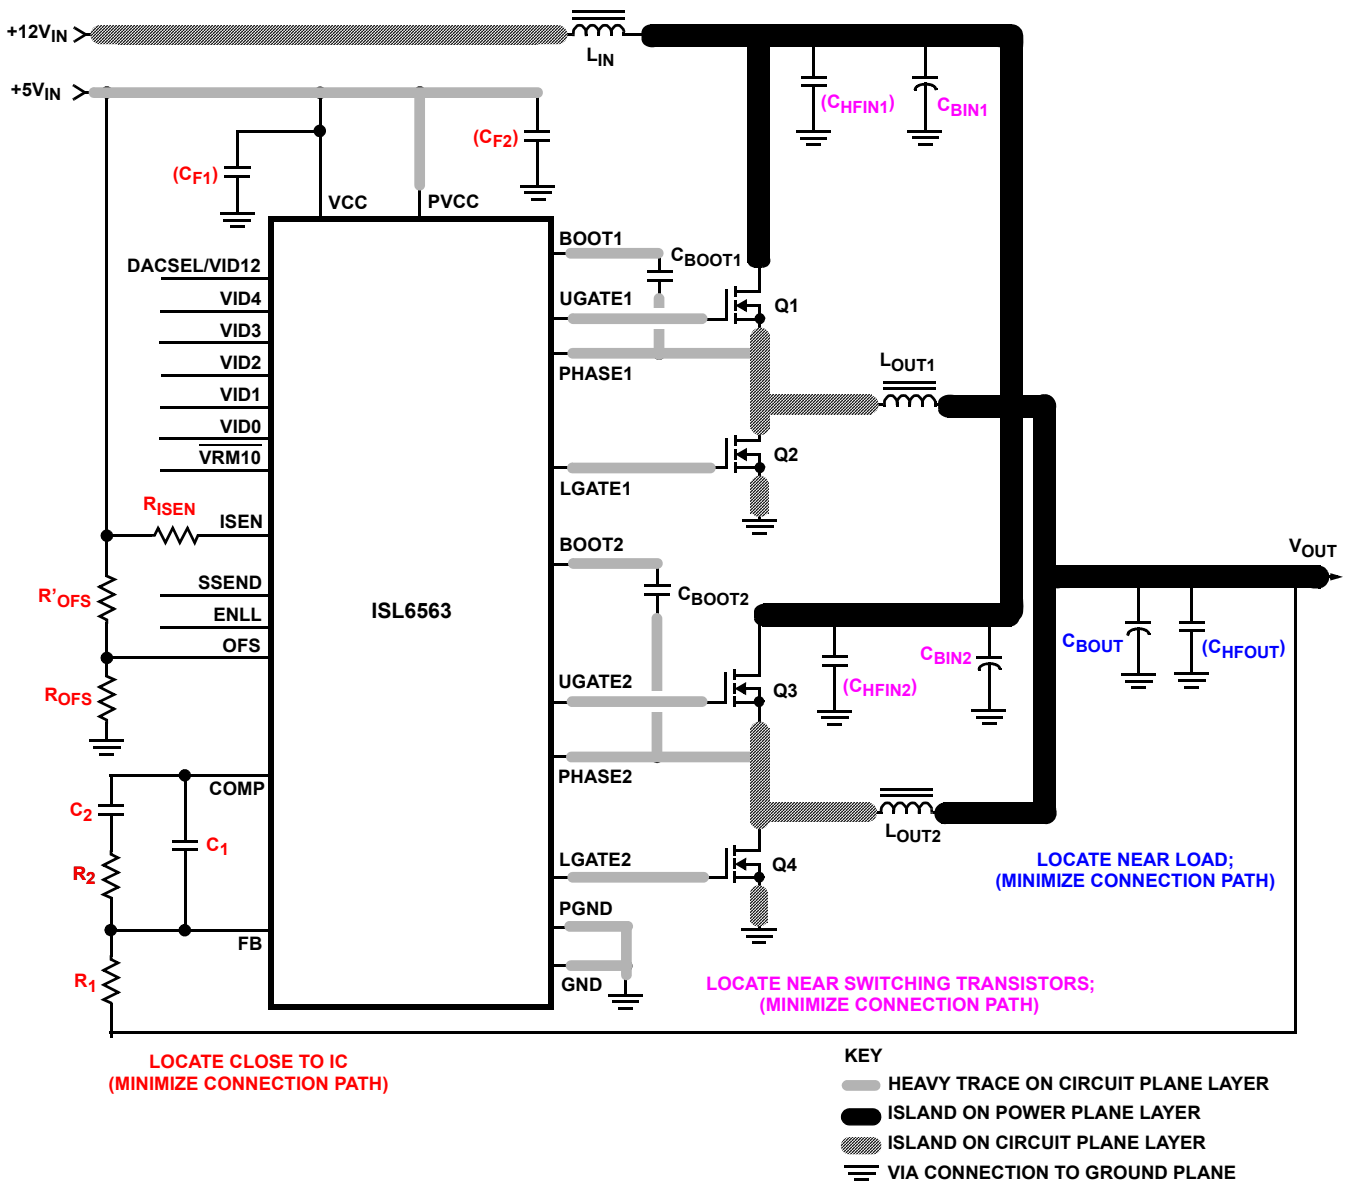 +12VIN
LIN
+5VIN
(CHFIN1)
CBIN1
(CF2)
(CF1)
VCC
PVCC
BOOT1
CBOOT1
DACSEL/VID12
VID4
UGATE1
Q1
VID3
VID2
PHASE1
LOUT1
VID1
VID0
VRM10
Q2
LGATE1
RISEN
ISEN
BOOT2
VOUT
SSEND
R'OFS
CBOOT2
ISL6563
ENLL
OFS
CBOUT
(CHFOUT)
CBIN2
(CHFIN2)
ROFS
UGATE2
Q3
PHASE2
COMP
C2
C1
LOUT2
R2
LGATE2
Q4
LOCATE NEAR LOAD;
(MINIMIZE CONNECTION PATH)
PGND
FB
R1
GND
LOCATE NEAR SWITCHING TRANSISTORS;
(MINIMIZE CONNECTION PATH)
LOCATE CLOSE TO IC
(MINIMIZE CONNECTION PATH)
KEY
HEAVY TRACE ON CIRCUIT PLANE LAYER
ISLAND ON POWER PLANE LAYER
ISLAND ON CIRCUIT PLANE LAYER
VIA CONNECTION TO GROUND PLANE